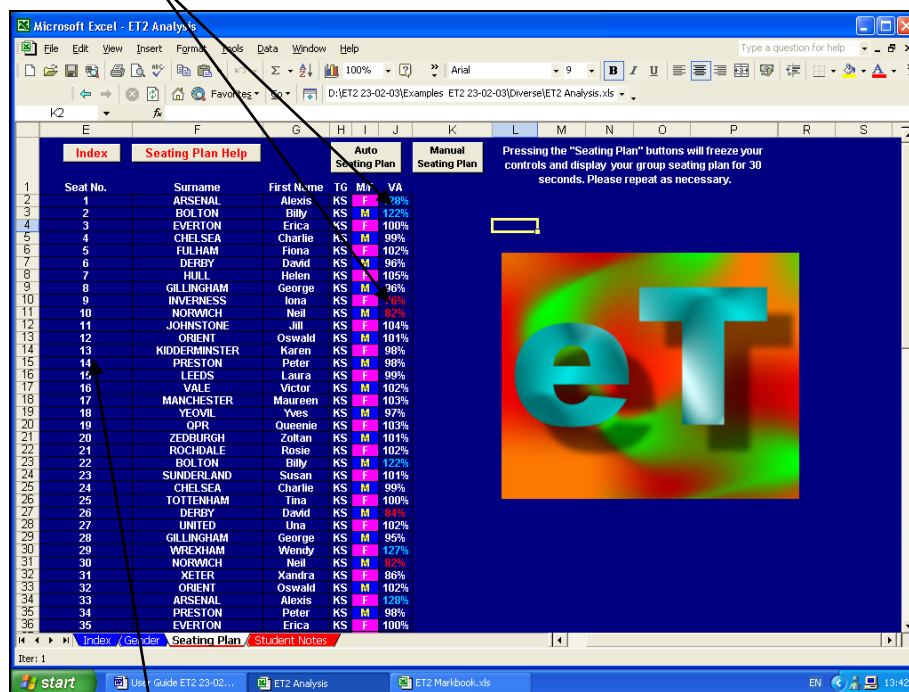 Microsoft Excel - ET2 Analysis
File Edit View Insert Format Tools Data Window Help Type a question for help
100% Arial 9 B I U
Favorites Go D:\ET2 23-02-03\Examples ET2 23-02-03\Diverse\ET2 Analysis.xls
K2 fx
E F G H I J K L M N O P R S
Index Seating Plan Help Auto Seating Plan Manual Seating Plan
Pressing the "Seating Plan" buttons will freeze your
controls and display your group seating plan for 30
seconds. Please repeat as necessary.
1 Seat No. Surname First Name TG M/F VA
2 1 ARSENAL Alexis KS F 128%
3 2 BOLTON Billy KS M 122%
4 3 EVERTON Erica KS F 100%
5 4 CHELSEA Charlie KS M 99%
6 5 FULHAM Fiona KS F 102%
7 6 DERBY David KS M 96%
8 7 HULL Helen KS F 105%
9 8 GILLINGHAM George KS M 96%
10 9 INVERNESS Iona KS F 76%
11 10 NORWICH Neil KS M 82%
12 11 JOHNSTONE Jill KS F 104%
13 12 ORIENT Oswald KS M 101%
14 13 KIDDERMINSTER Karen KS F 98%
15 14 PRESTON Peter KS M 98%
16 15 LEEDS Laura KS F 99%
17 16 VALE Victor KS M 102%
18 17 MANCHESTER Maureen KS F 103%
19 18 YEOVIL Yves KS M 97%
20 19 QPR Queenie KS F 103%
21 20 ZEDBURGH Zoltan KS M 101%
22 21 ROCHDALE Rosie KS F 102%
23 22 BOLTON Billy KS M 122%
24 23 SUNDERLAND Susan KS F 101%
25 24 CHELSEA Charlie KS M 99%
26 25 TOTTENHAM Tina KS F 100%
27 26 DERBY David KS M 84%
28 27 UNITED Una KS F 102%
29 28 GILLINGHAM George KS M 95%
30 29 WREXHAM Wendy KS F 127%
31 30 NORWICH Neil KS M 82%
32 31 XETER Xandra KS F 86%
33 32 ORIENT Oswald KS M 102%
34 33 ARSENAL Alexis KS F 128%
35 34 PRESTON Peter KS M 98%
36 35 EVERTON Erica KS F 100%
eT
Index Gender Seating Plan Student Notes
Iter: 1
start User Guide ET2 23-02... ET2 Analysis ET2 Markbook.xls EN 13:42